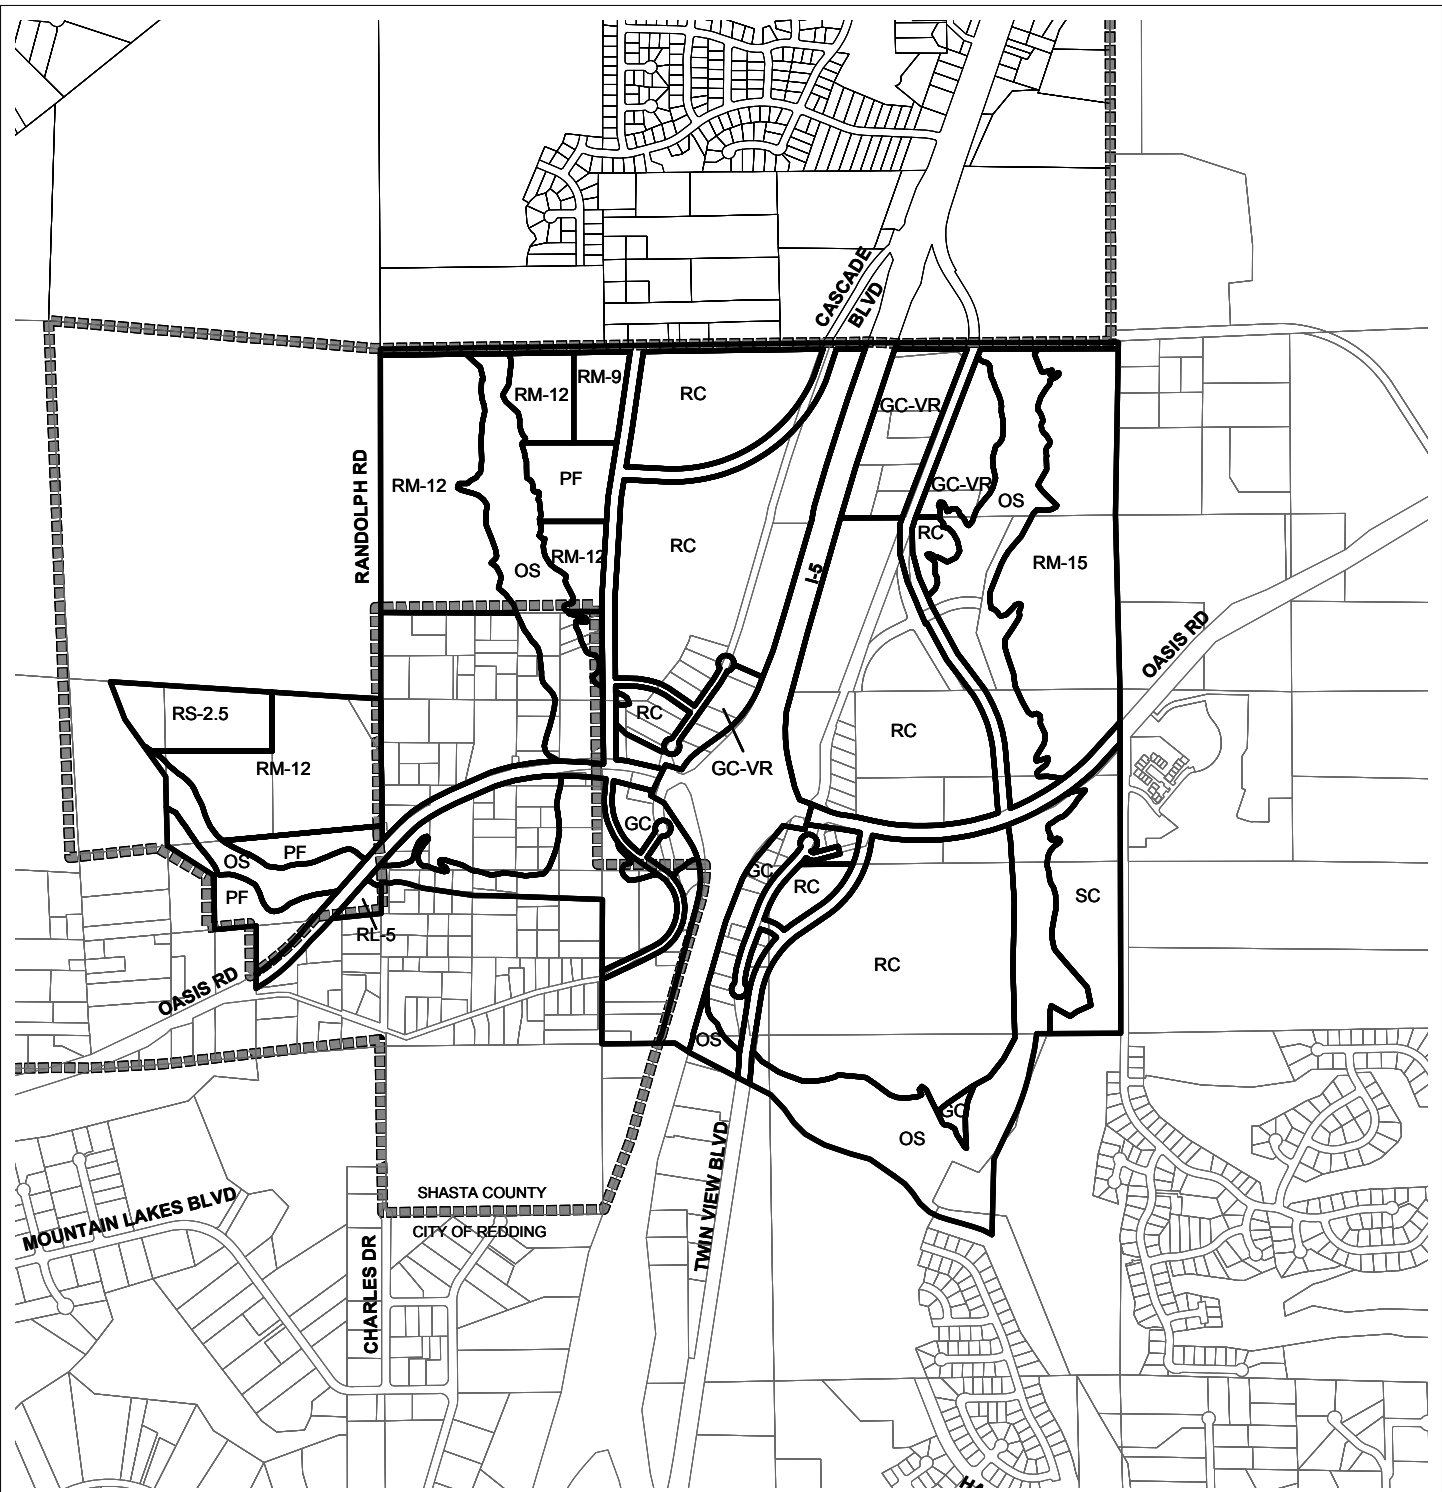 CASCADE
BLVD
RM-9
RM-12
RC
GC-VR
RANDOLPH RD
RM-12
PF
GC-VR
OS
RC
RC
RM-12
OS
I-5
RM-15
OASIS RD
RS-2.5
RC
RC
RM-12
GC-VR
GC
OS
PF
GC
RC
PF
SC
RL-5
RC
OASIS RD
OS
GC
OS
TWIN VIEW BLVD
SHASTA COUNTY
CITY OF REDDING
MOUNTAIN LAKES BLVD
CHARLES DR